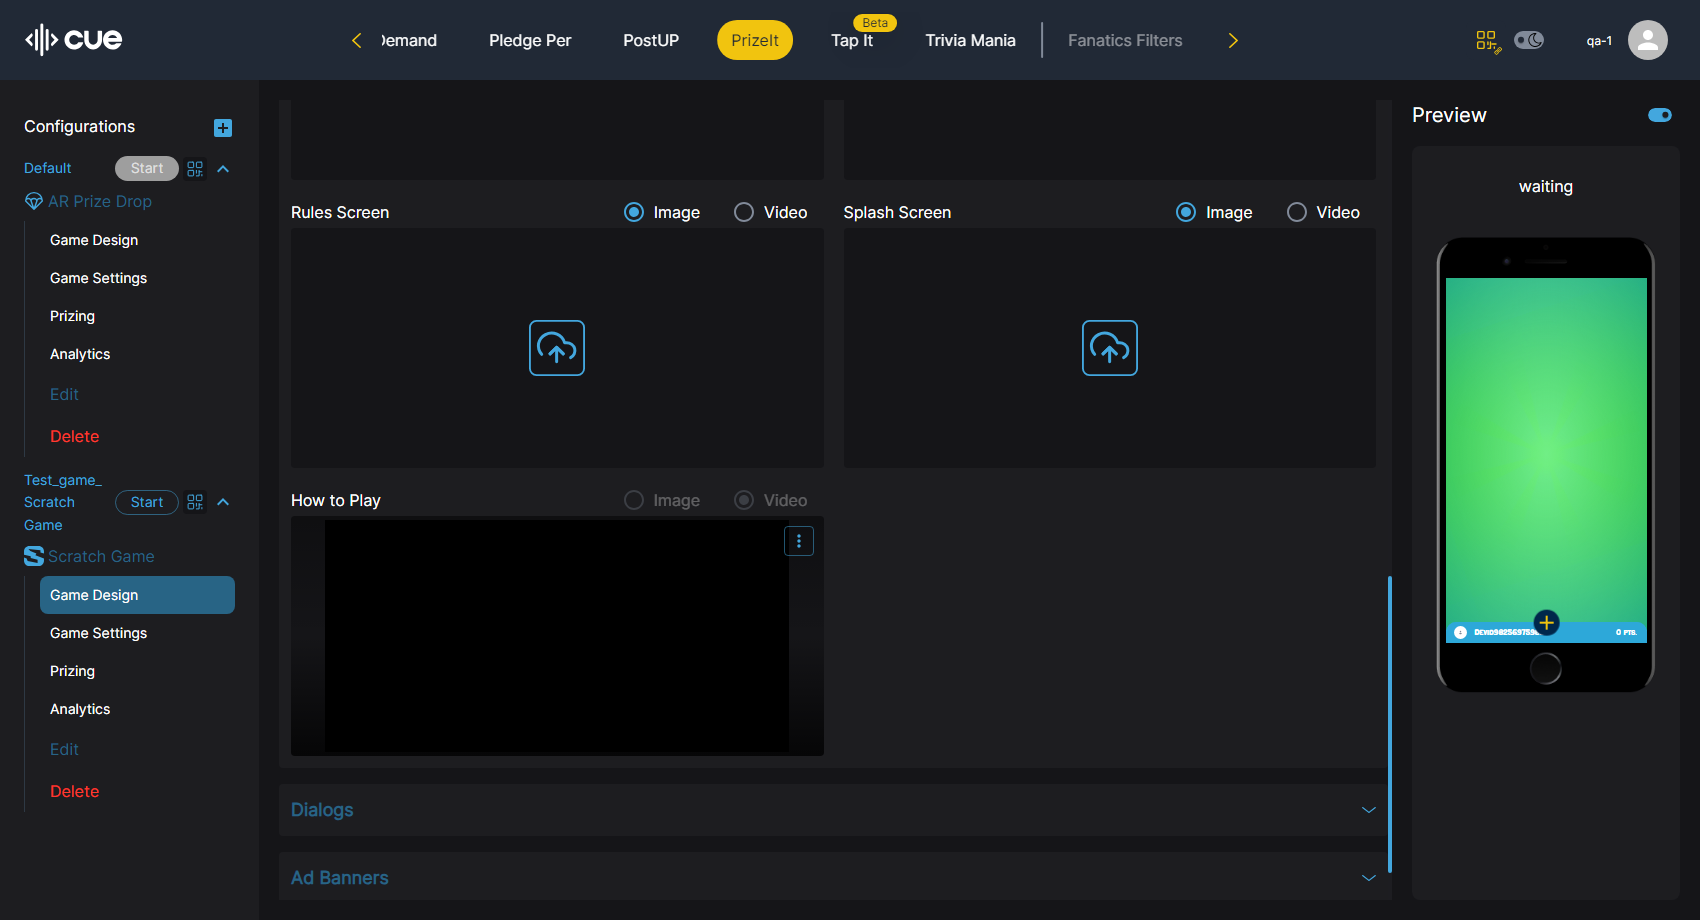 cue
Demand
Pledge Per
PostUP
PrizeIt
Beta
Tap It
Trivia Mania
Fanatics Filters
qa-1
Configurations
Default
Start
AR Prize Drop
Game Design
Game Settings
Prizing
Analytics
Edit
Delete
Test_game_
Scratch
Game
Start
Scratch Game
Game Design
Game Settings
Prizing
Analytics
Edit
Delete
Rules Screen
Image
Video
Splash Screen
Image
Video
How to Play
Image
Video
Dialogs
Ad Banners
Preview
waiting
0 PTS.